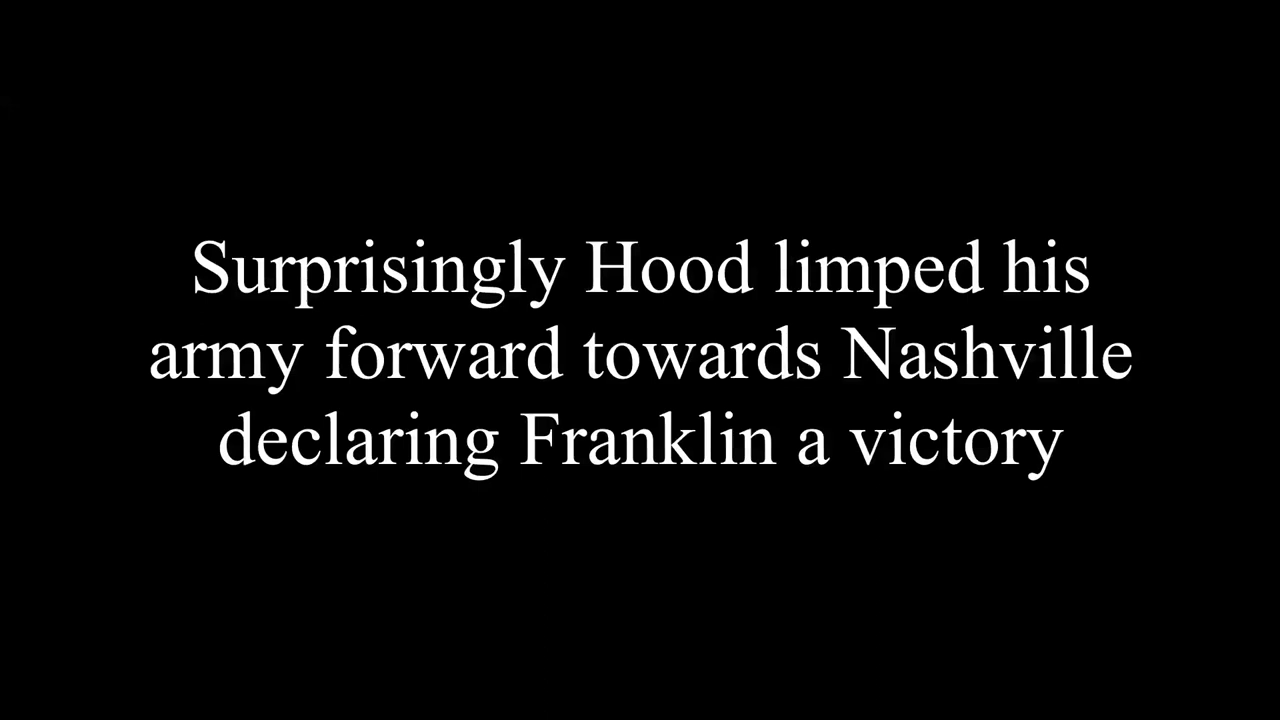 Surprisingly Hood limped his
army forward towards Nashville
declaring Franklin a victory